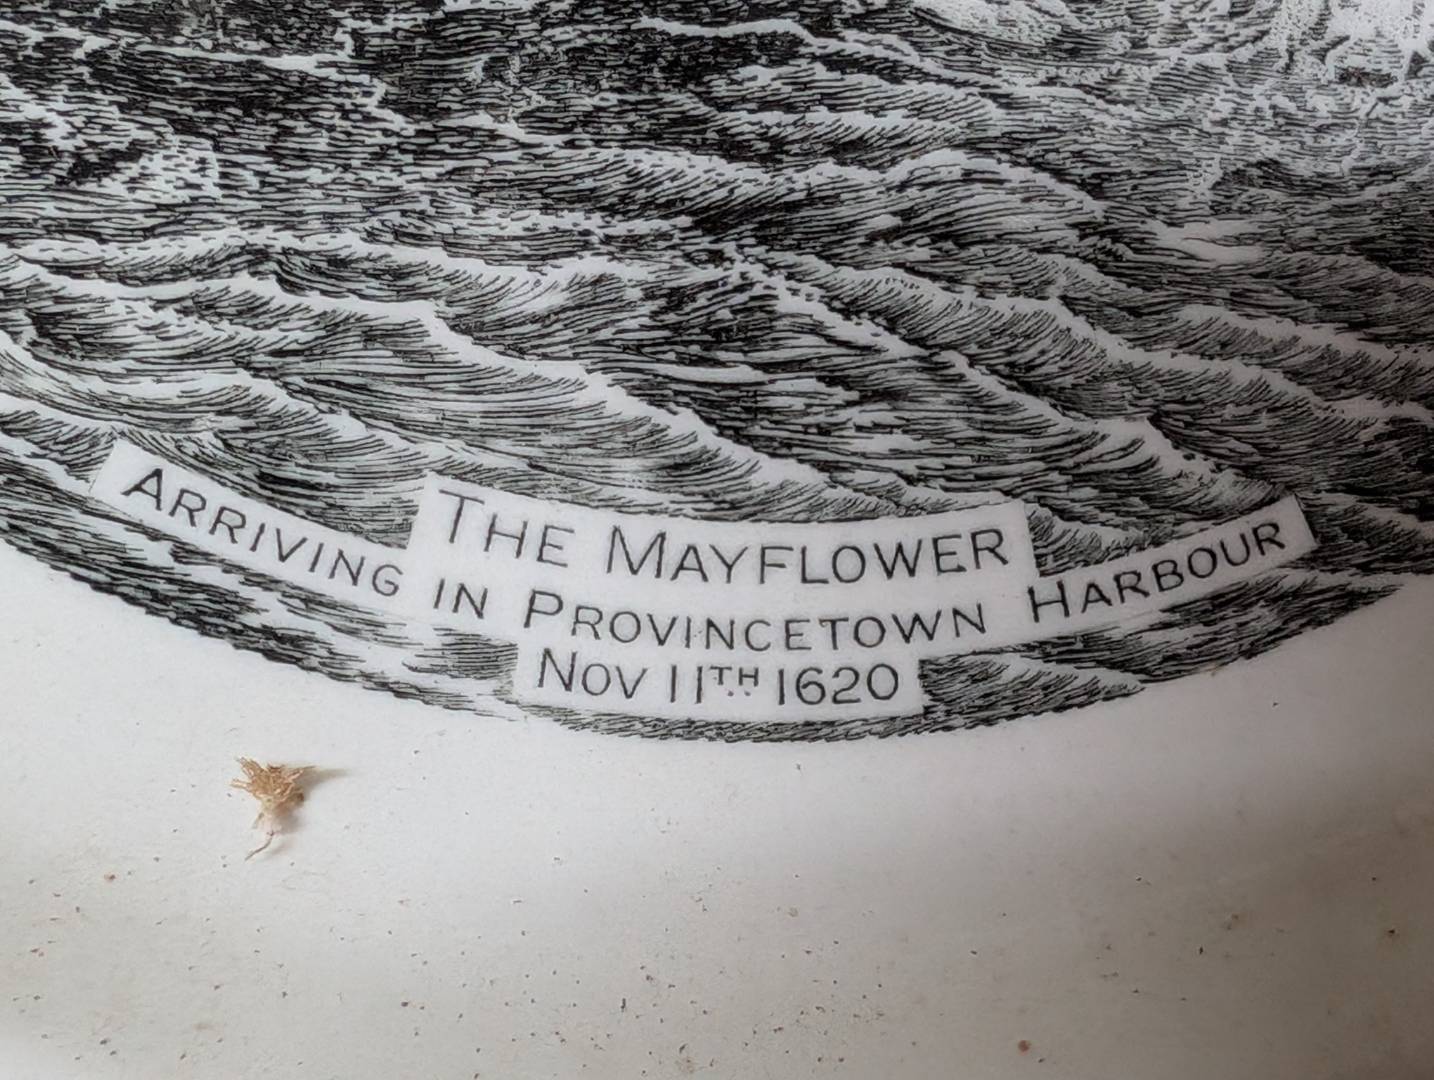 THE MAYFLOWER
ARRIVING IN PROVINCETOWN HARBOUR
NOV 11TH 1620